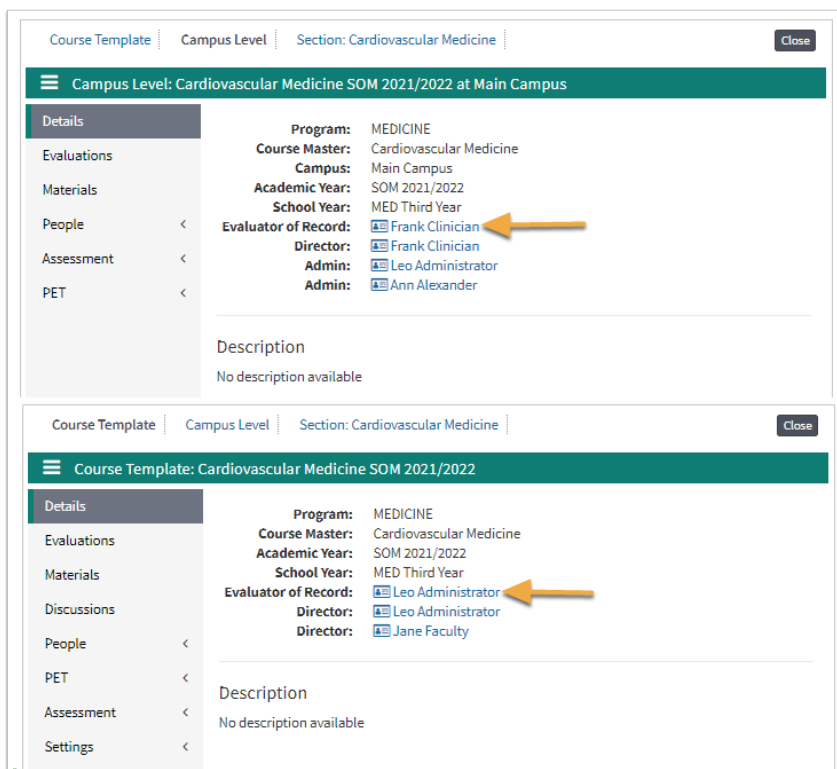 Course Template Campus Level Section: Cardiovascular Medicine Close
Campus Level: Cardiovascular Medicine SOM 2021/2022 at Main Campus
Details
Evaluations
Materials
People <
Assessment <
PET <
Program: MEDICINE
Course Master: Cardiovascular Medicine
Campus: Main Campus
Academic Year: SOM 2021/2022
School Year: MED Third Year
Evaluator of Record: Frank Clinician
Director: Frank Clinician
Admin: Leo Administrator
Admin: Ann Alexander
Description
No description available
Course Template Campus Level Section: Cardiovascular Medicine Close
Course Template: Cardiovascular Medicine SOM 2021/2022
Details
Evaluations
Materials
Discussions
People <
PET <
Assessment <
Settings <
Program: MEDICINE
Course Master: Cardiovascular Medicine
Academic Year: SOM 2021/2022
School Year: MED Third Year
Evaluator of Record: Leo Administrator
Director: Leo Administrator
Director: Jane Faculty
Description
No description available